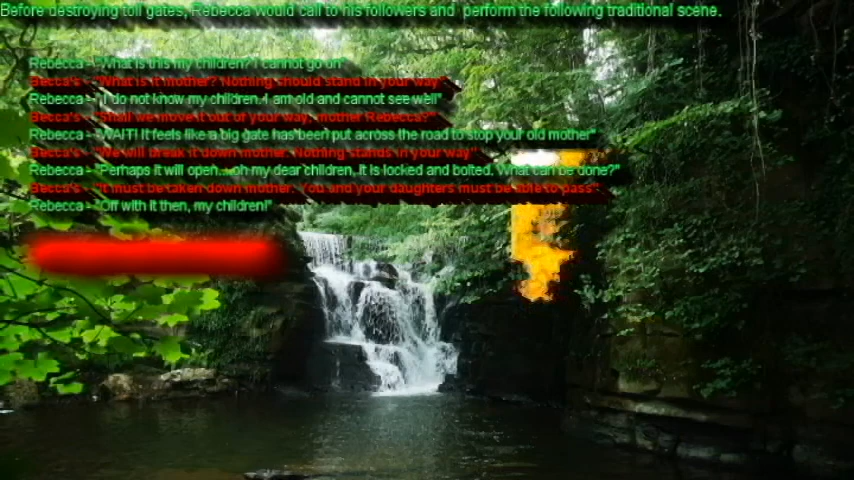 Before destroying toll gates, Rebecca would call to his followers and perform the following traditional scene.
Rebecca - "What is this my children? I cannot go on"
Becca's - "What is it mother? Nothing should stand in your way"
Rebecca - "I do not know my children. I am old and cannot see well"
Becca's - "Shall we move it out of your way, mother Rebecca?"
Rebecca - "WAIT! It feels like a big gate has been put across the road to stop your old mother"
Becca's - "We will break it down mother. Nothing stands in your way"
Rebecca - "Perhaps it will open...oh my dear children, it is locked and bolted. What can be done?"
Becca's - "It must be taken down mother. You and your daughters must be able to pass"
Rebecca - "Off with it then, my children!"